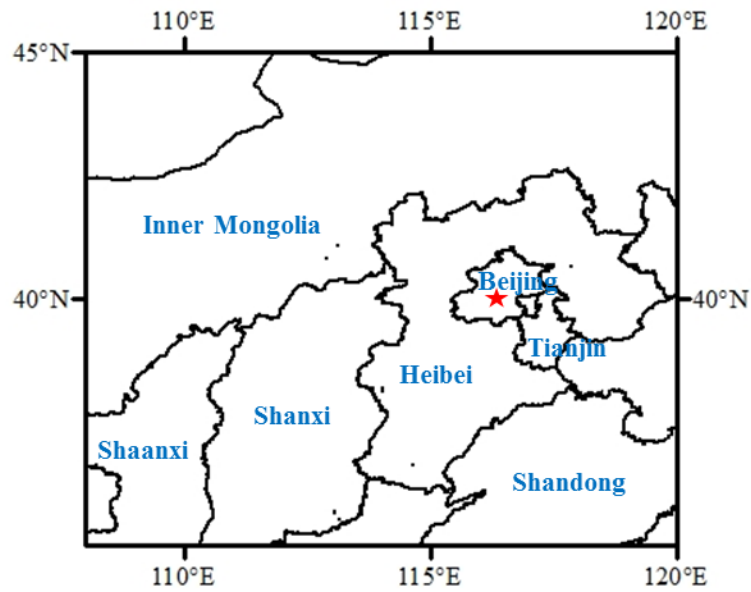 110°E 115°E 120°E
45°N
Inner Mongolia
Beijing
40°N 40°N
Tianjin
Heibei
Shanxi
Shaanxi
Shandong
110°E 115°E 120°E